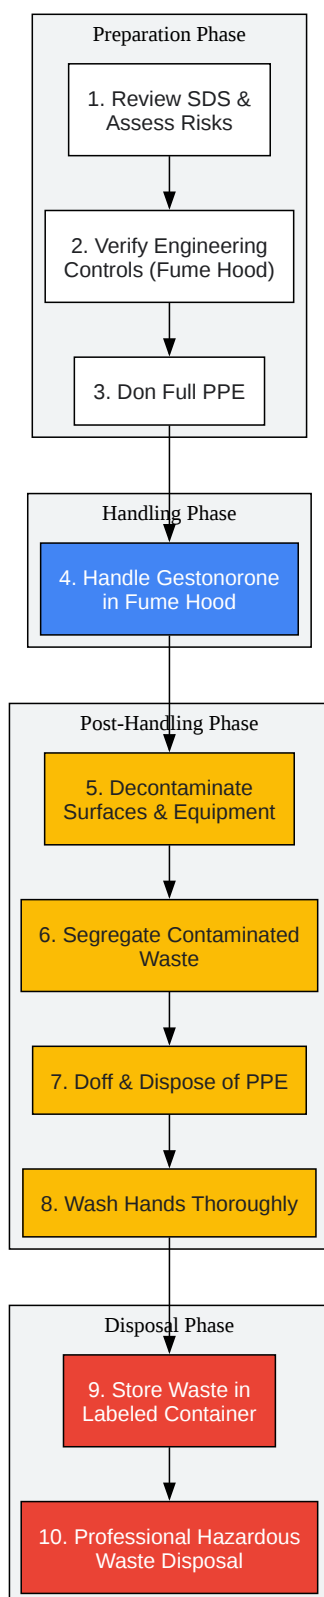 Preparation Phase
1. Review SDS &
Assess Risks
2. Verify Engineering
Controls (Fume Hood)
3. Don Full PPE
Handling Phase
4. Handle Gestonorone
in Fume Hood
Post-Handling Phase
5. Decontaminate
Surfaces & Equipment
6. Segregate Contaminated
Waste
7. Doff & Dispose of PPE
8. Wash Hands Thoroughly
Disposal Phase
9. Store Waste in
Labeled Container
10. Professional Hazardous
Waste Disposal